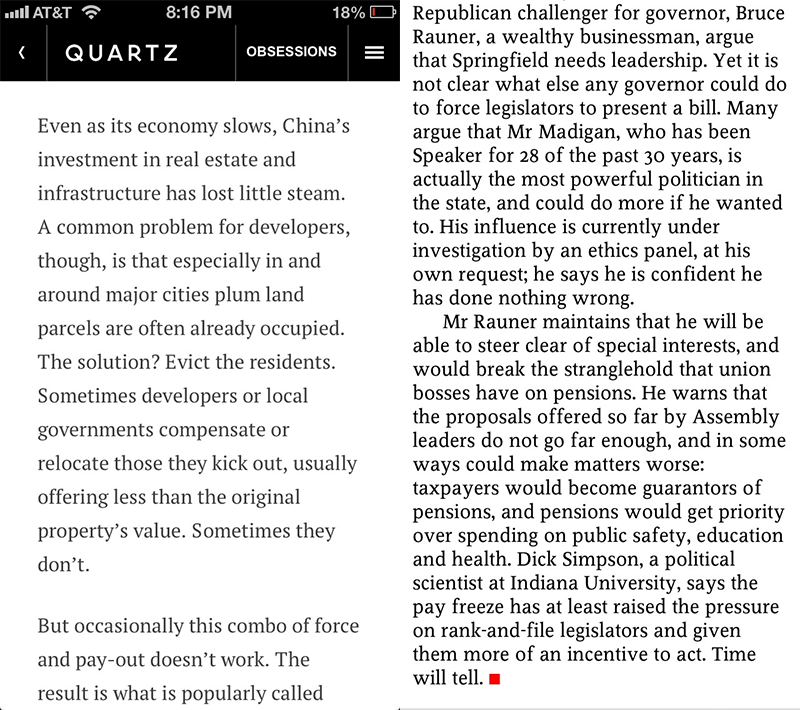 AT&T 8:16 PM 18%
QUARTZ OBSESSIONS
Even as its economy slows, China’s
investment in real estate and
infrastructure has lost little steam.
A common problem for developers,
though, is that especially in and
around major cities plum land
parcels are often already occupied.
The solution? Evict the residents.
Sometimes developers or local
governments compensate or
relocate those they kick out, usually
offering less than the original
property’s value. Sometimes they
don’t.
But occasionally this combo of force
and pay-out doesn’t work. The
result is what is popularly called
Republican challenger for governor, Bruce
Rauner, a wealthy businessman, argue
that Springfield needs leadership. Yet it is
not clear what else any governor could do
to force legislators to present a bill. Many
argue that Mr Madigan, who has been
Speaker for 28 of the past 30 years, is
actually the most powerful politician in
the state, and could do more if he wanted
to. His influence is currently under
investigation by an ethics panel, at his
own request; he says he is confident he
has done nothing wrong.
Mr Rauner maintains that he will be
able to steer clear of special interests, and
would break the stranglehold that union
bosses have on pensions. He warns that
the proposals offered so far by Assembly
leaders do not go far enough, and in some
ways could make matters worse:
taxpayers would become guarantors of
pensions, and pensions would get priority
over spending on public safety, education
and health. Dick Simpson, a political
scientist at Indiana University, says the
pay freeze has at least raised the pressure
on rank-and-file legislators and given
them more of an incentive to act. Time
will tell.